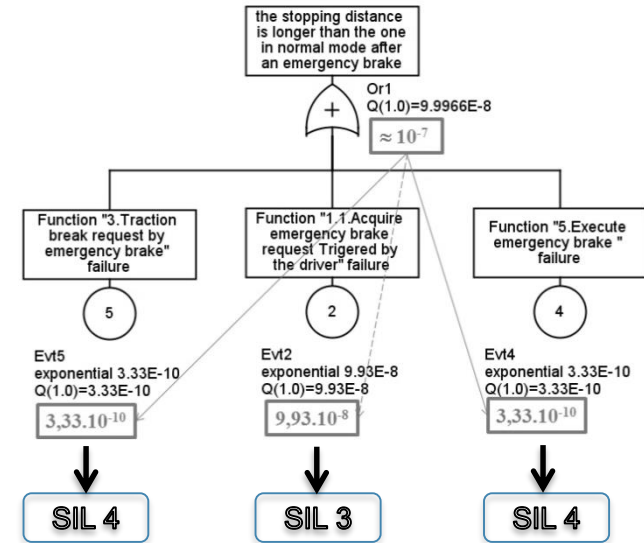 the stopping distance
is longer than the one
in normal mode after
an emergency brake
Or1
Q(1.0)=9.9966E-8
+
≈ 10⁻⁷
Function "3.Traction
break request by
emergency brake"
failure
Function "1.1.Acquire
emergency brake
request Trigered by
the driver" failure
Function "5.Execute
emergency brake "
failure
5
2
4
Evt5
exponential 3.33E-10
Q(1.0)=3.33E-10
Evt2
exponential 9.93E-8
Q(1.0)=9.93E-8
Evt4
exponential 3.33E-10
Q(1.0)=3.33E-10
3,33.10⁻¹⁰
9,93.10⁻⁸
3,33.10⁻¹⁰
SIL 4
SIL 3
SIL 4